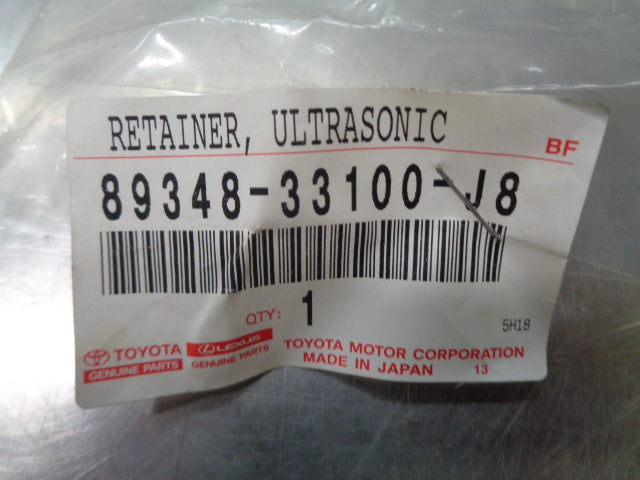 RETAINER, ULTRASONIC
BF
89348-33100-J8
QTY: 1
5H18
TOYOTA LEXUS TOYOTA MOTOR CORPORATION
GENUINE PARTS GENUINE PARTS MADE IN JAPAN 13